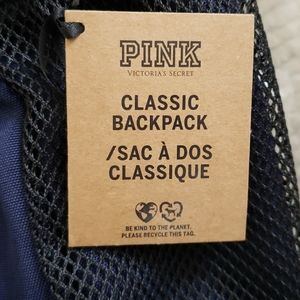 PINK
VICTORIA'S SECRET
CLASSIC
BACKPACK
/SAC À DOS
CLASSIQUE
BE KIND TO THE PLANET.
PLEASE RECYCLE THIS TAG.